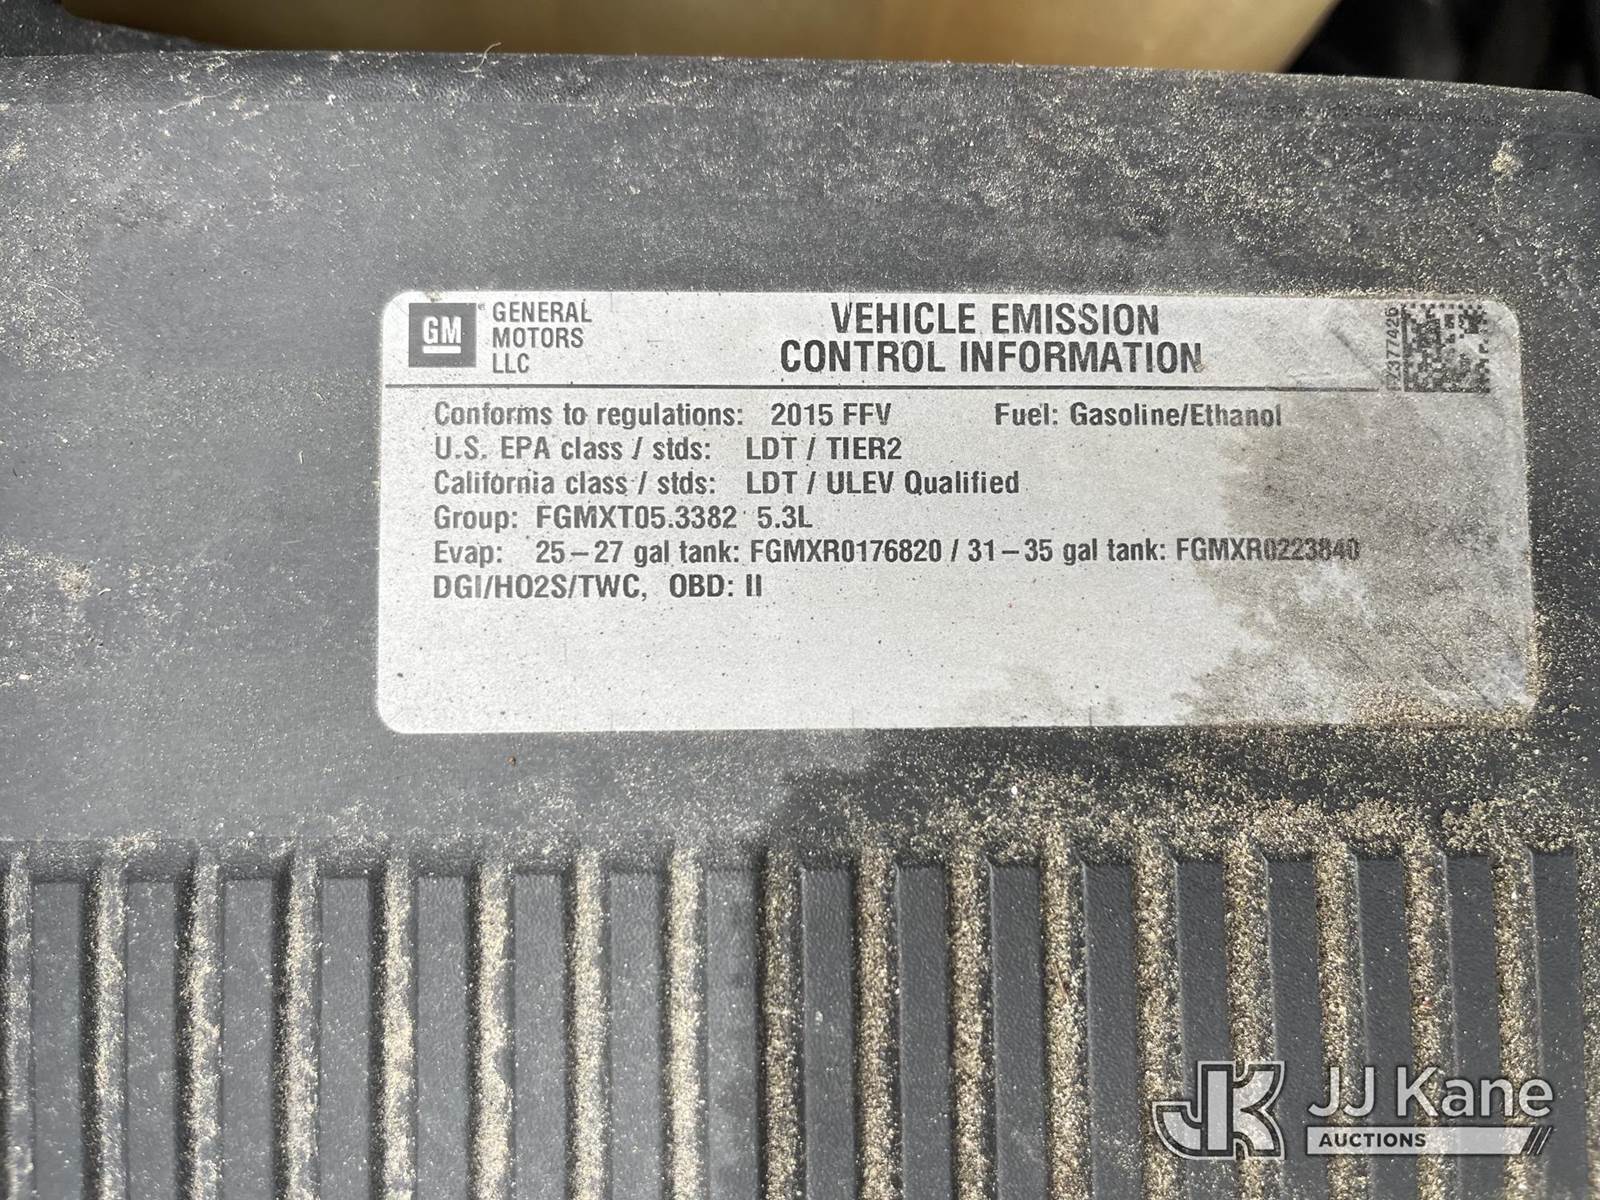 GM
GENERAL
MOTORS
LLC
VEHICLE EMISSION
CONTROL INFORMATION
Conforms to regulations: 2015 FFV Fuel: Gasoline/Ethanol
U.S. EPA class / stds: LDT / TIER2
California class / stds: LDT / ULEV Qualified
Group: FGMXT05.3382 5.3L
Evap: 25–27 gal tank: FGMXR0176820 / 31–35 gal tank: FGMXR0223840
DGI/HO2S/TWC, OBD: II
JK JJ Kane
AUCTIONS